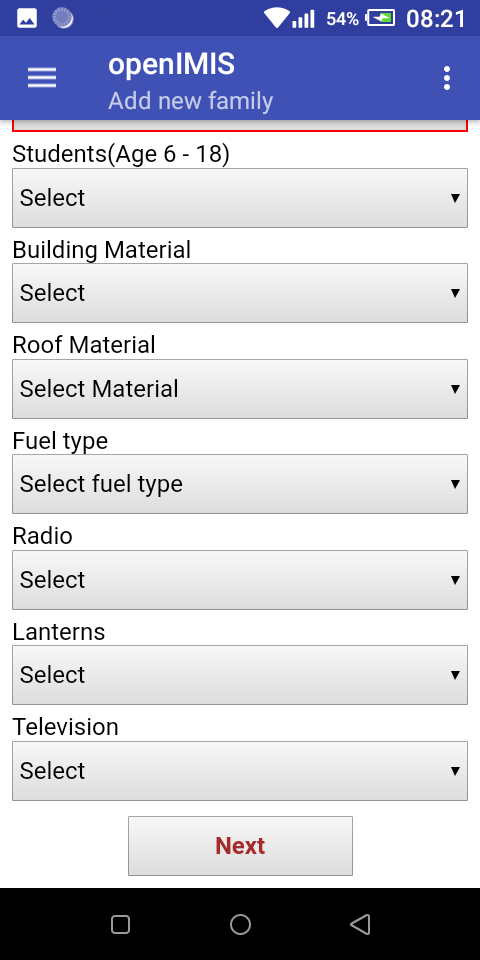 54% 08:21
openIMIS
Add new family
Students(Age 6 - 18)
Select
Building Material
Select
Roof Material
Select Material
Fuel type
Select fuel type
Radio
Select
Lanterns
Select
Television
Select
Next